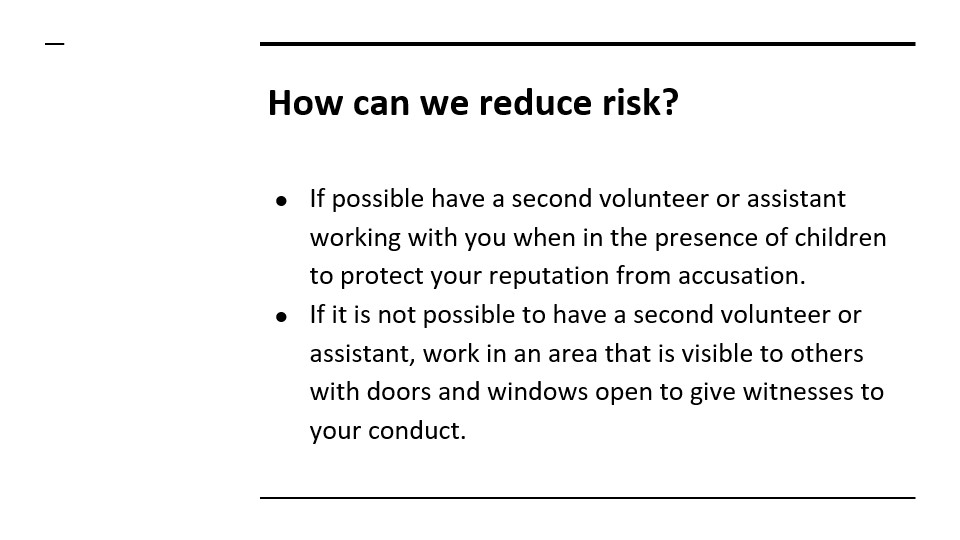 How can we reduce risk?
● If possible have a second volunteer or assistant
working with you when in the presence of children
to protect your reputation from accusation.
● If it is not possible to have a second volunteer or
assistant, work in an area that is visible to others
with doors and windows open to give witnesses to
your conduct.